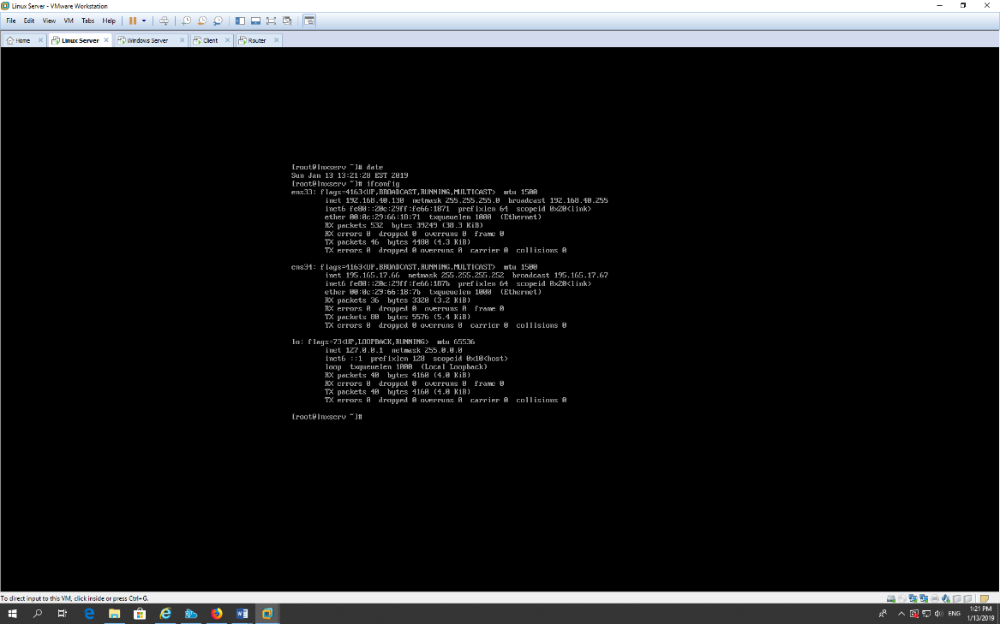 Linux Server - VMware Workstation
File Edit View VM Tabs Help
Home Linux Server Windows Server Client Router
[root@lnxserv ~]# date
Sun Jan 13 13:21:28 EST 2019
[root@lnxserv ~]# ifconfig
ens33: flags=4163<UP,BROADCAST,RUNNING,MULTICAST> mtu 1500
inet 192.168.40.130 netmask 255.255.255.0 broadcast 192.168.40.255
inet6 fe80::20c:29ff:fe66:1871 prefixlen 64 scopeid 0x20<link>
ether 00:0c:29:66:18:71 txqueuelen 1000 (Ethernet)
RX packets 532 bytes 39249 (38.3 KiB)
RX errors 0 dropped 0 overruns 0 frame 0
TX packets 46 bytes 4480 (4.3 KiB)
TX errors 0 dropped 0 overruns 0 carrier 0 collisions 0
ens34: flags=4163<UP,BROADCAST,RUNNING,MULTICAST> mtu 1500
inet 195.165.17.66 netmask 255.255.255.252 broadcast 195.165.17.67
inet6 fe80::20c:29ff:fe66:187b prefixlen 64 scopeid 0x20<link>
ether 00:0c:29:66:18:7b txqueuelen 1000 (Ethernet)
RX packets 36 bytes 3320 (3.2 KiB)
RX errors 0 dropped 0 overruns 0 frame 0
TX packets 80 bytes 5576 (5.4 KiB)
TX errors 0 dropped 0 overruns 0 carrier 0 collisions 0
lo: flags=73<UP,LOOPBACK,RUNNING> mtu 65536
inet 127.0.0.1 netmask 255.0.0.0
inet6 ::1 prefixlen 128 scopeid 0x10<host>
loop txqueuelen 1000 (Local Loopback)
RX packets 40 bytes 4160 (4.0 KiB)
RX errors 0 dropped 0 overruns 0 frame 0
TX packets 40 bytes 4160 (4.0 KiB)
TX errors 0 dropped 0 overruns 0 carrier 0 collisions 0
[root@lnxserv ~]#
To direct input to this VM, click inside or press Ctrl+G.
ENG
1:21 PM
1/13/2019